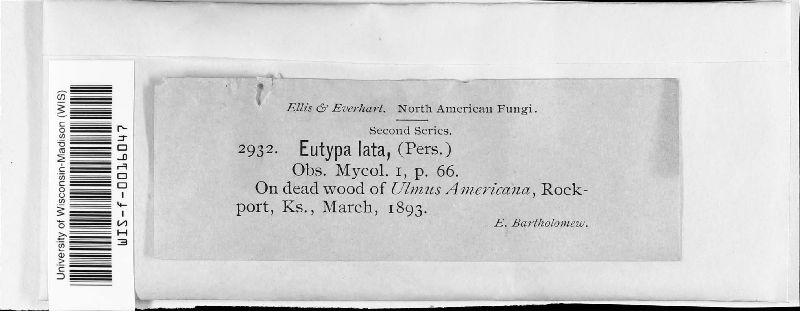 University of Wisconsin-Madison (WIS)
WIS-f-0016047
Ellis & Everhart. North American Fungi.
Second Series.
2932. Eutypa lata, (Pers.)
Obs. Mycol. 1, p. 66.
On dead wood of Ulmus Americana, Rock-
port, Ks., March, 1893.
E. Bartholomew.